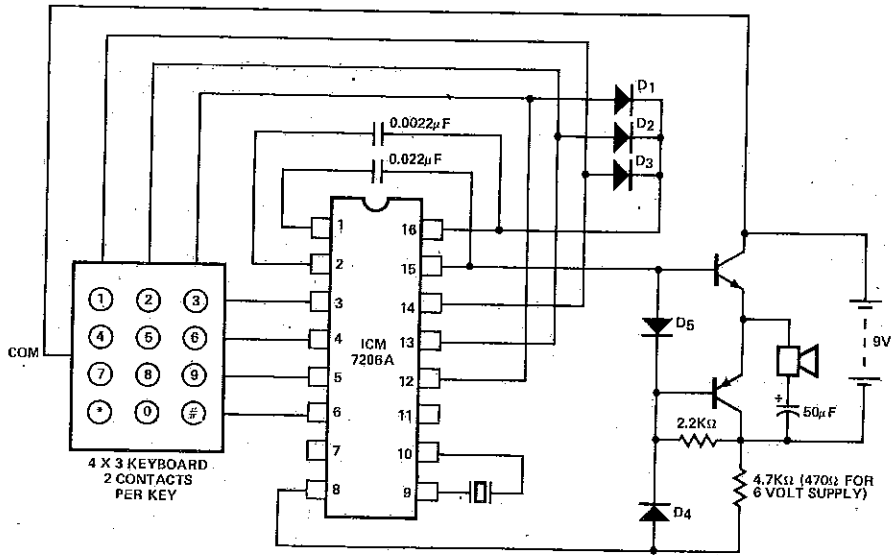 D1
0.0022μF
D2
0.022μF
D3
1 16
2 15
1 2 3
3 14
4 5 6
4 13
ICM
7206A
D5
COM
7 8 9
5 12
9V
* 0 #
6 11
+
50μF
7 10
2.2KΩ
4 X 3 KEYBOARD
2 CONTACTS
PER KEY
8 9
4.7KΩ (470Ω FOR
6 VOLT SUPPLY)
D4